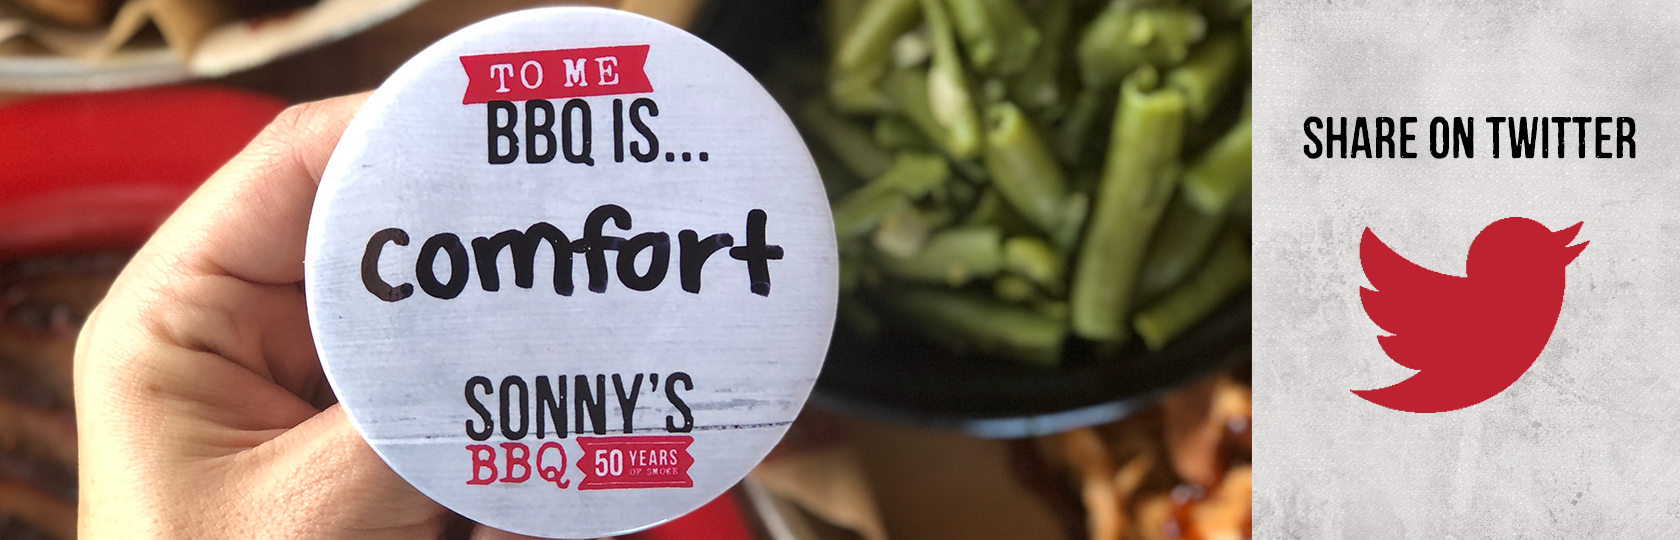 TO ME
BBQ IS...
comfort
SONNY'S
BBQ 50 YEARS
OF SMOKE
SHARE ON TWITTER